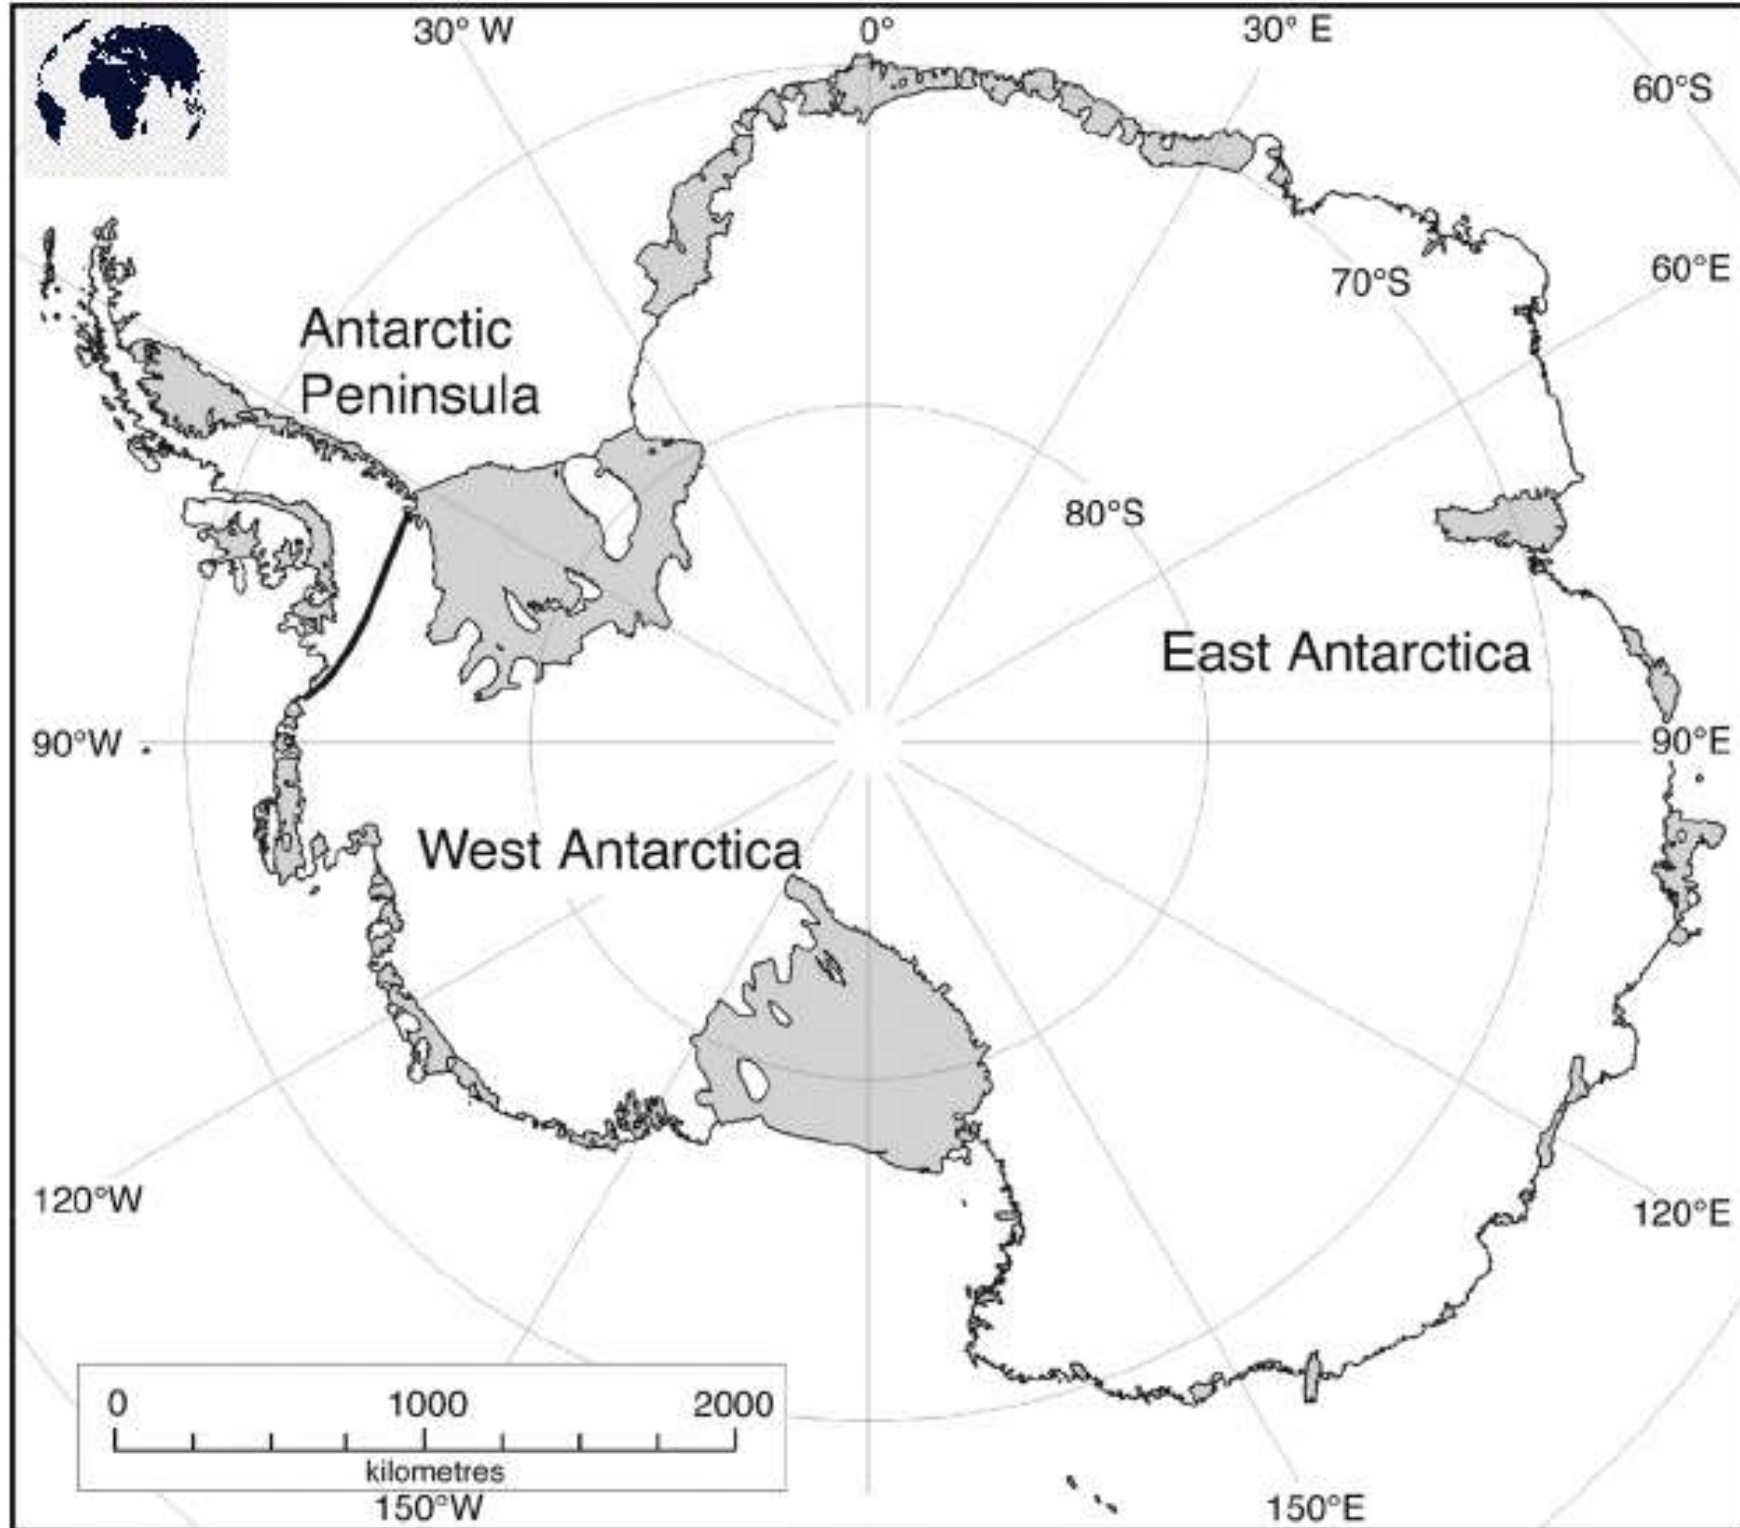 30° W
0°
30° E
60°S
60°E
70°S
Antarctic
Peninsula
80°S
East Antarctica
90°W
90°E
West Antarctica
120°W
120°E
0 1000 2000
kilometres
150°W
150°E